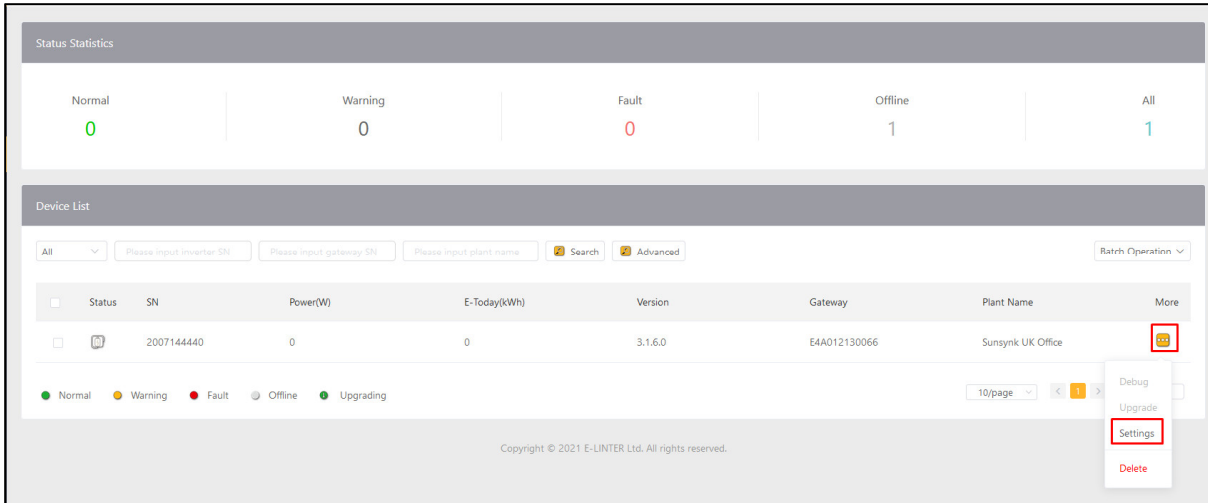 Status Statistics
Normal Warning Fault Offline All
0 0 0 1 1
Device List
All Please input inverter SN Please input gateway SN Please input plant name Search Advanced Batch Operation
Status SN Power(W) E-Today(kWh) Version Gateway Plant Name More
2007144440 0 0 3.1.6.0 E4A012130066 Sunsynk UK Office
Normal Warning Fault Offline Upgrading
10/page < 1 >
Debug
Upgrade
Settings
Delete
Copyright © 2021 E-LINTER Ltd. All rights reserved.